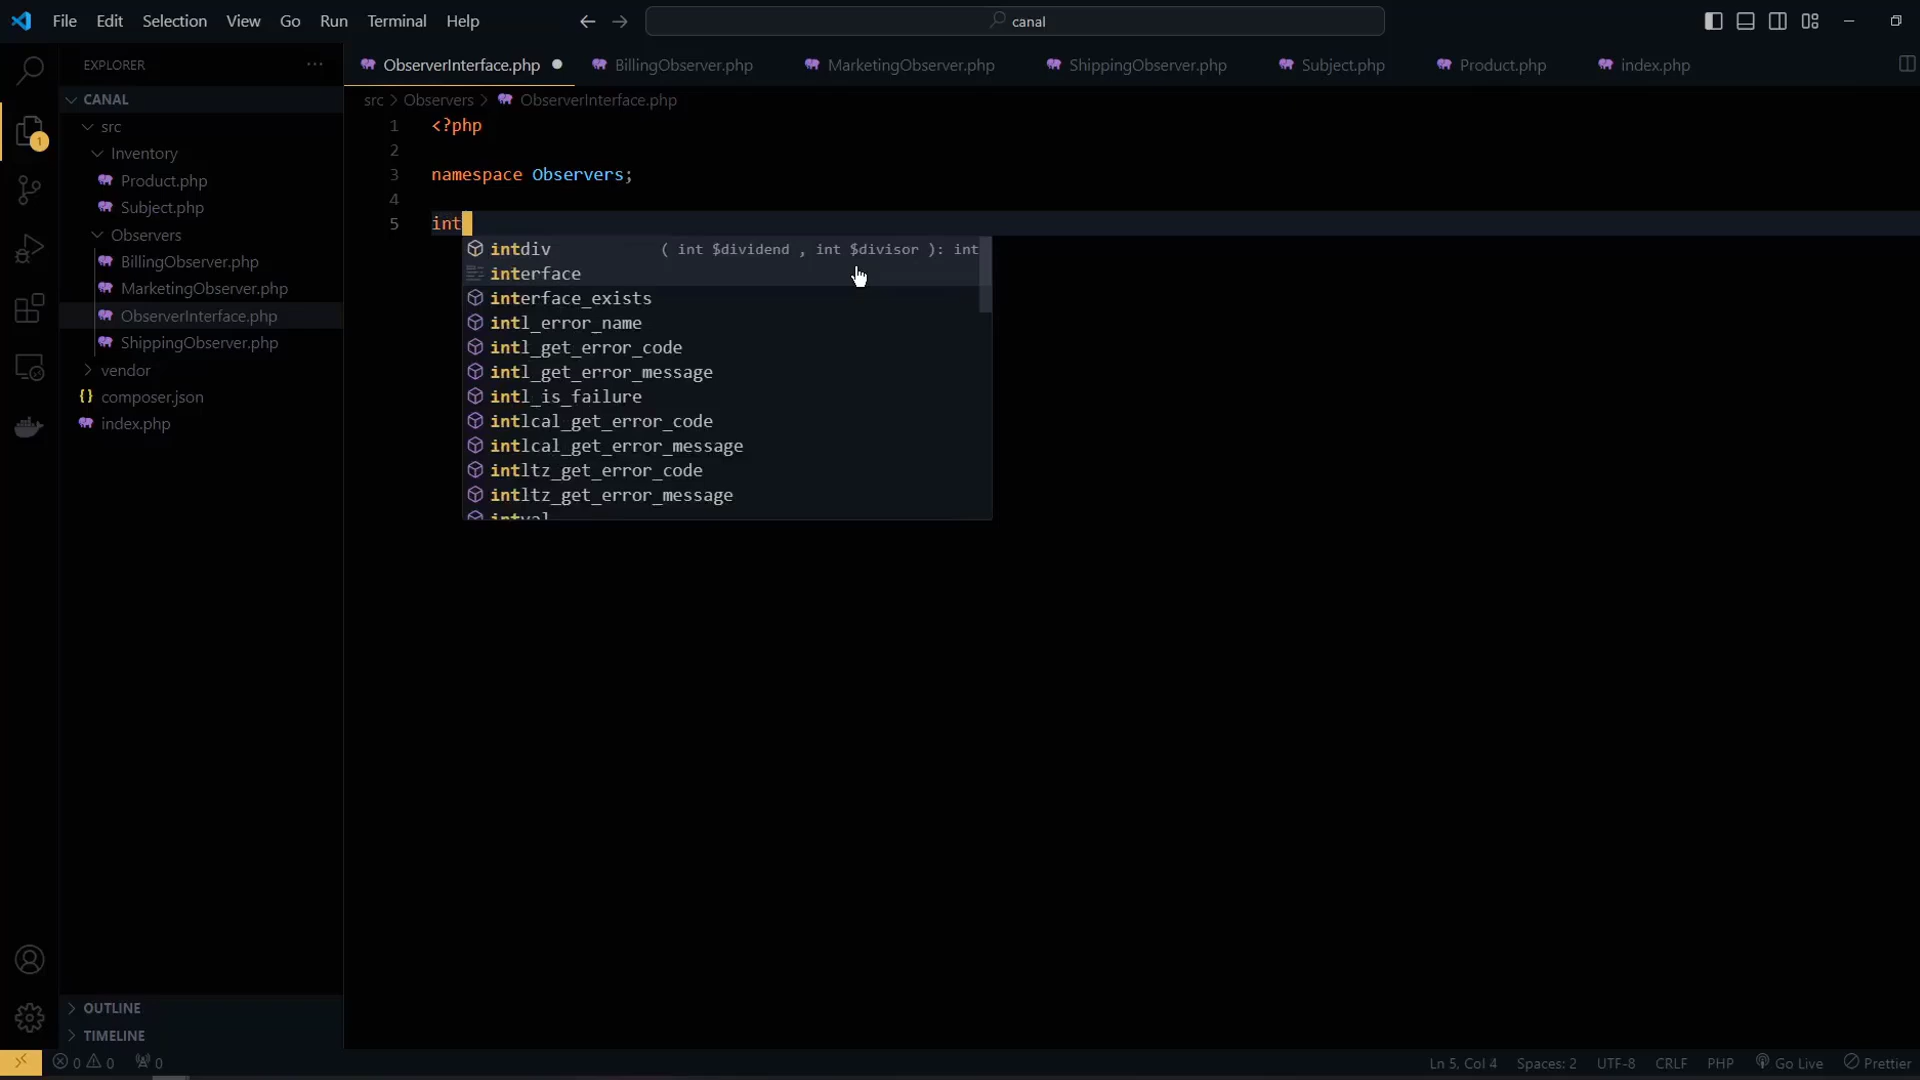 File Edit Selection View Go Run Terminal Help
canal
EXPLORER
CANAL
src
Inventory
Product.php
Subject.php
Observers
BillingObserver.php
MarketingObserver.php
ObserverInterface.php
ShippingObserver.php
vendor
composer.json
index.php
OUTLINE
TIMELINE
1
ObserverInterface.php BillingObserver.php MarketingObserver.php ShippingObserver.php Subject.php Product.php index.php
src > Observers > ObserverInterface.php
1 <?php
2
3 namespace Observers;
4
5 int
intdiv ( int $dividend , int $divisor ): int
interface
interface_exists
intl_error_name
intl_get_error_code
intl_get_error_message
intl_is_failure
intlcal_get_error_code
intlcal_get_error_message
intltz_get_error_code
intltz_get_error_message
intval
0 0 0 Ln 5, Col 4 Spaces: 2 UTF-8 CRLF PHP Go Live Prettier